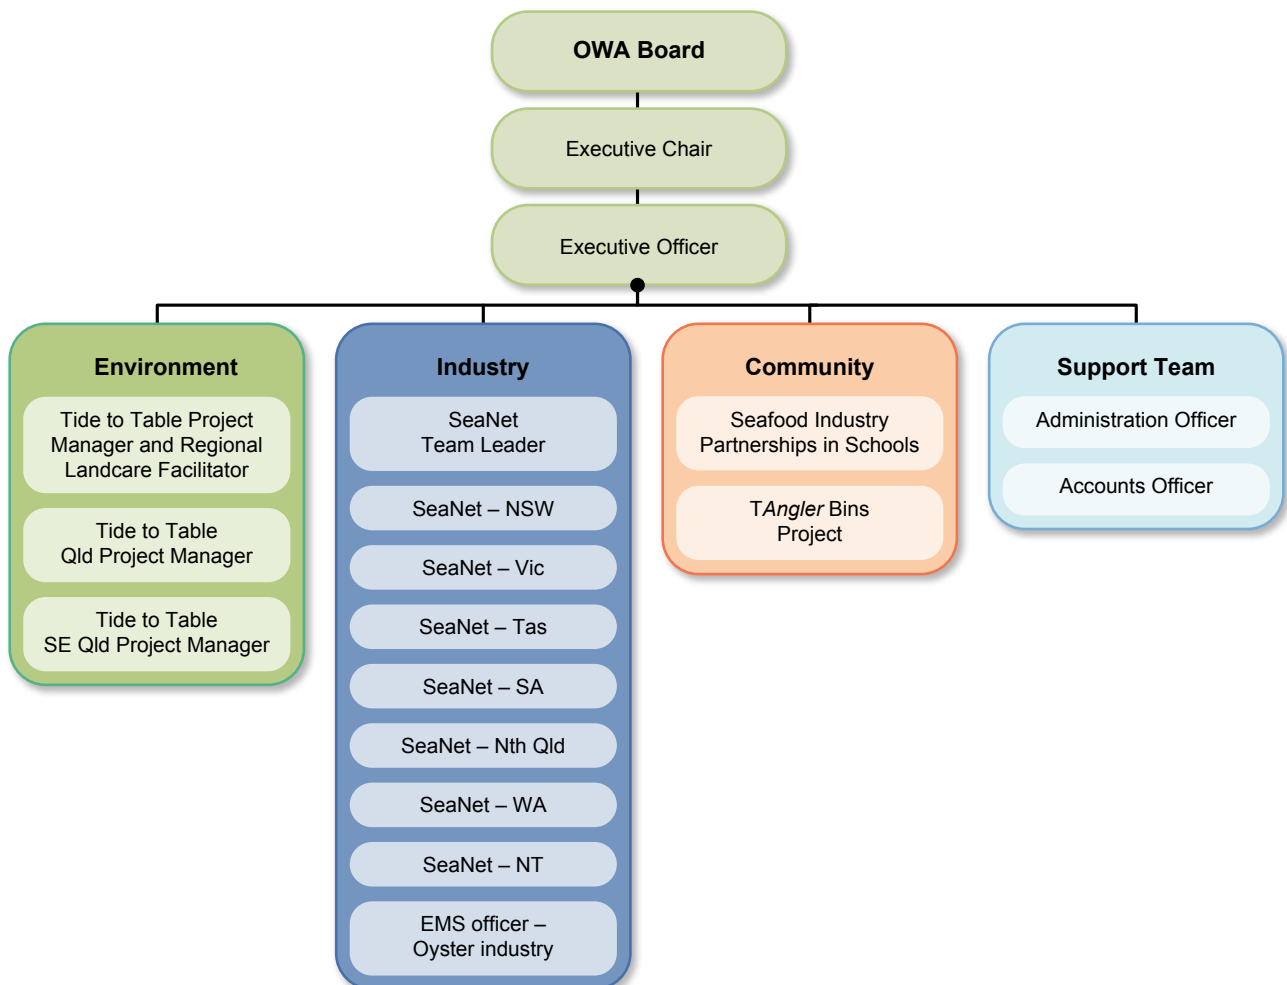 OWA Board
Executive Chair
Executive Officer
Environment
Tide to Table Project
Manager and Regional
Landcare Facilitator
Tide to Table
Qld Project Manager
Tide to Table
SE Qld Project Manager
Industry
SeaNet
Team Leader
SeaNet – NSW
SeaNet – Vic
SeaNet – Tas
SeaNet – SA
SeaNet – Nth Qld
SeaNet – WA
SeaNet – NT
EMS officer –
Oyster industry
Community
Seafood Industry
Partnerships in Schools
TAngler Bins
Project
Support Team
Administration Officer
Accounts Officer